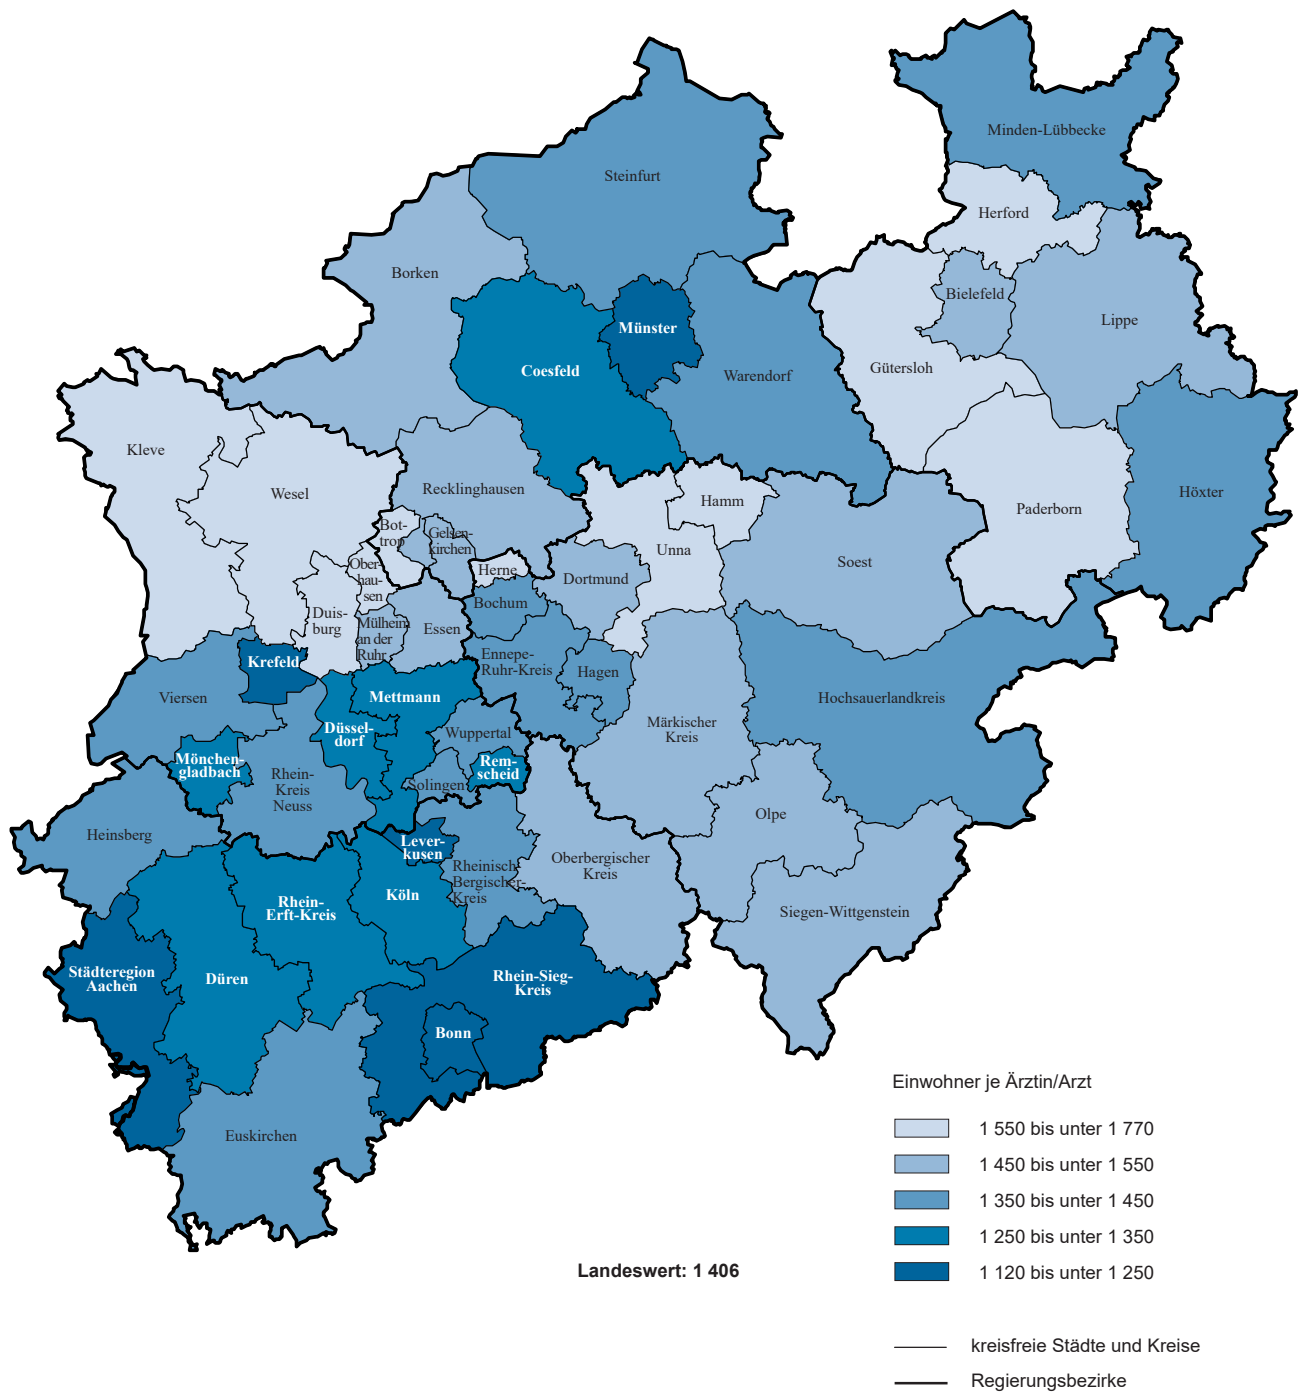 Minden-Lübbecke
Steinfurt
Herford
Borken
Bielefeld
Lippe
Münster
Coesfeld
Warendorf
Gütersloh
Kleve
Wesel
Recklinghausen
Hamm
Höxter
Paderborn
Bot-
trop
Gelsen-
kirchen
Unna
Soest
Ober-
hau-
sen
Herne
Dortmund
Bochum
Duis-
burg
Mülheim
an der
Ruhr
Essen
Krefeld
Ennepe-
Ruhr-Kreis
Hagen
Viersen
Mettmann
Hochsauerlandkreis
Düssel-
dorf
Wuppertal
Märkischer
Kreis
Mönchen-
gladbach
Rem-
scheid
Rhein-
Kreis
Neuss
Solingen
Heinsberg
Olpe
Lever-
kusen
Rheinisch-
Bergischer-
Kreis
Oberbergischer
Kreis
Köln
Rhein-
Erft-Kreis
Siegen-Wittgenstein
Städteregion
Aachen
Düren
Rhein-Sieg-
Kreis
Bonn
Euskirchen
Einwohner je Ärztin/Arzt
1 550 bis unter 1 770
1 450 bis unter 1 550
1 350 bis unter 1 450
1 250 bis unter 1 350
1 120 bis unter 1 250
Landeswert: 1 406
kreisfreie Städte und Kreise
Regierungsbezirke